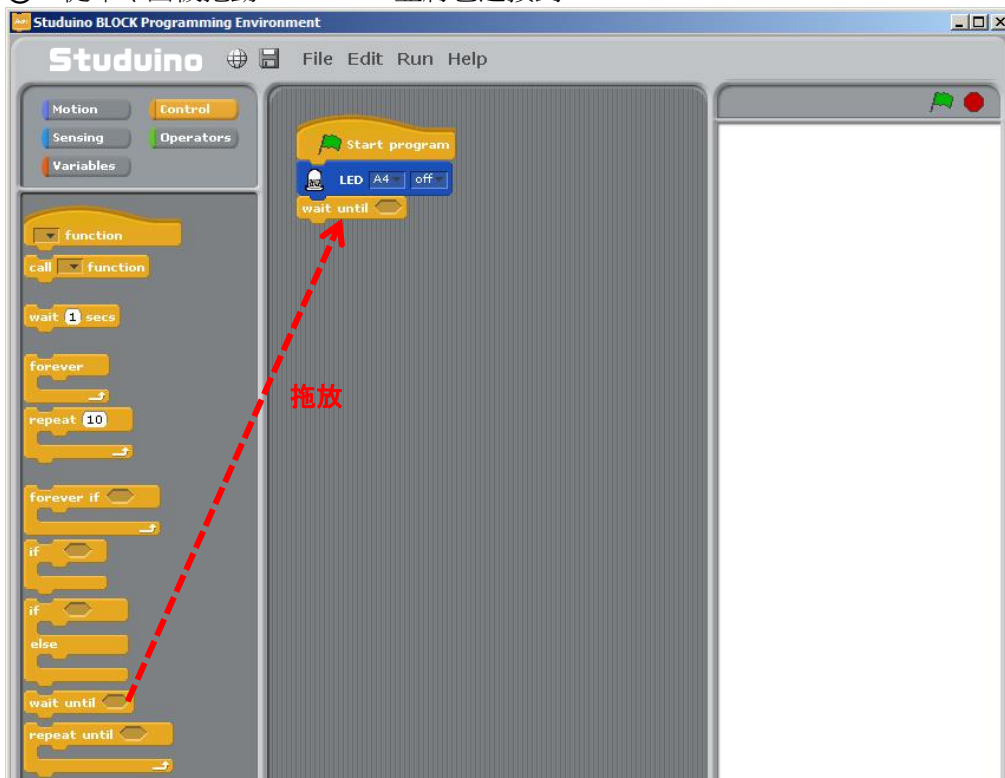 Studuino BLOCK Programming Environment
Studuino File Edit Run Help
Motion Control
Sensing Operators
Variables
function
call function
wait 1 secs
forever
repeat 10
forever if
if
if
else
wait until
repeat until
Start program
LED A4 off
wait until
拖放